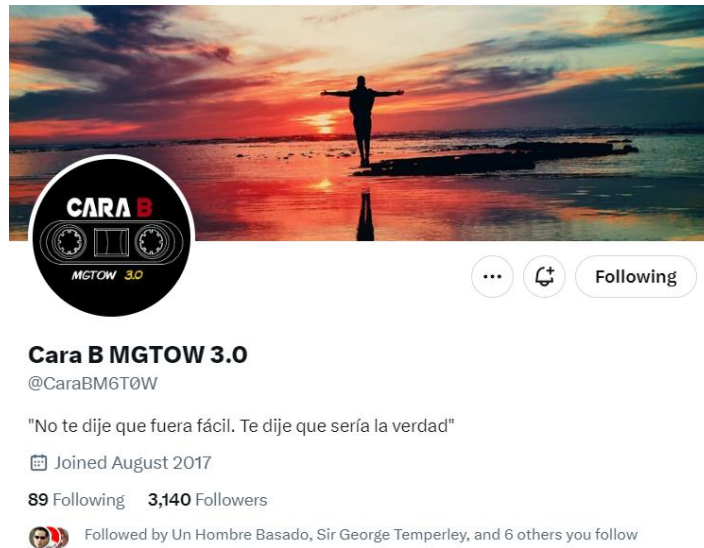 CARA B
MGTOW 3.0
Following
Cara B MGTOW 3.0
@CaraBM6T0W
"No te dije que fuera fácil. Te dije que sería la verdad"
Joined August 2017
89 Following 3,140 Followers
Followed by Un Hombre Basado, Sir George Temperley, and 6 others you follow